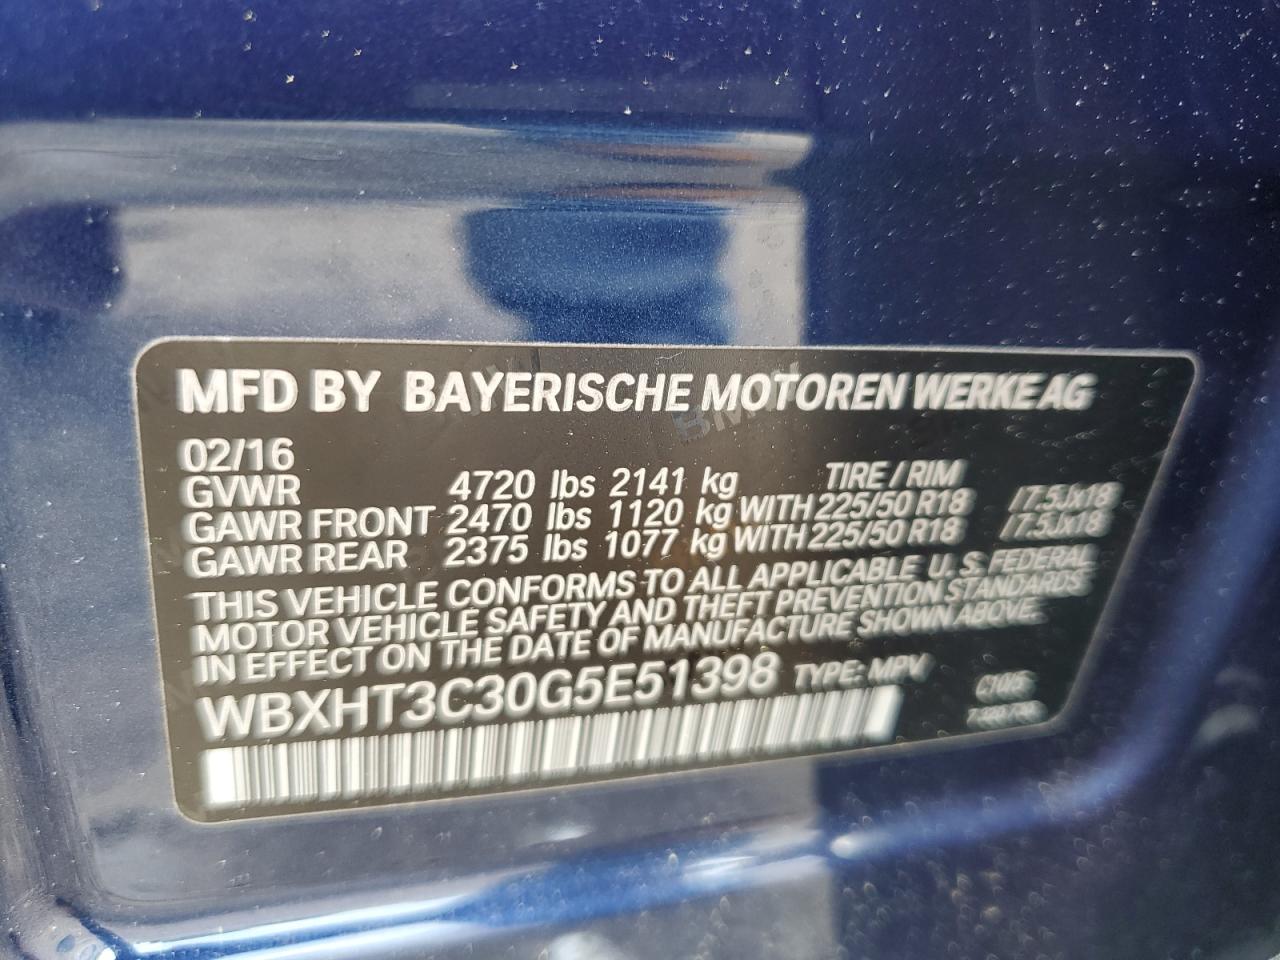 MFD BY BAYERISCHE MOTOREN WERKE AG
02/16
GVWR 4720 lbs 2141 kg TIRE / RIM
GAWR FRONT 2470 lbs 1120 kg WITH 225/50 R18 /7.5Jx18
GAWR REAR 2375 lbs 1077 kg WITH 225/50 R18 /7.5Jx18
THIS VEHICLE CONFORMS TO ALL APPLICABLE U. S. FEDERAL
MOTOR VEHICLE SAFETY AND THEFT PREVENTION STANDARDS
IN EFFECT ON THE DATE OF MANUFACTURE SHOWN ABOVE.
WBXHT3C30G5E51398 TYPE: MPV